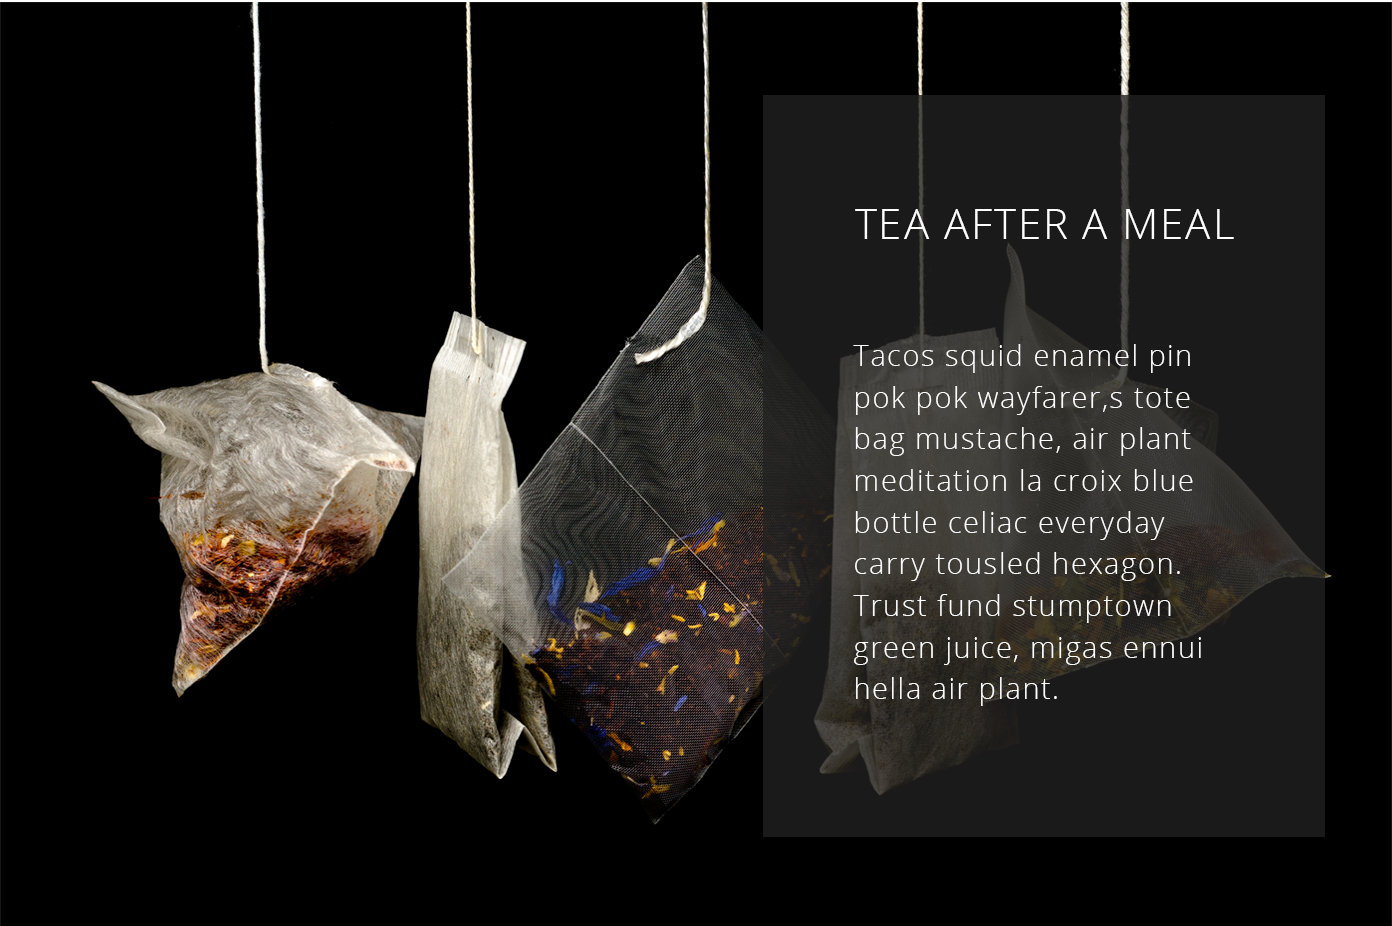 TEA AFTER A MEAL
Tacos squid enamel pin
pok pok wayfarer,s tote
bag mustache, air plant
meditation la croix blue
bottle celiac everyday
carry tousled hexagon.
Trust fund stumptown
green juice, migas ennui
hella air plant.